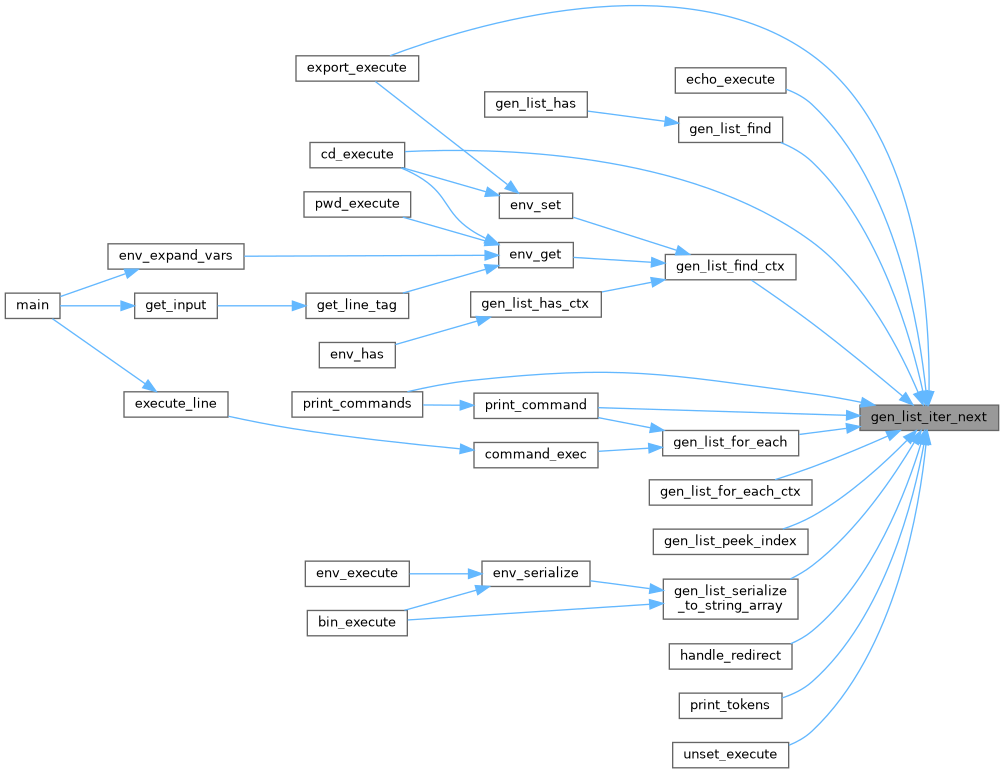 export_execute
echo_execute
gen_list_has
gen_list_find
cd_execute
pwd_execute
env_set
env_expand_vars
env_get
gen_list_find_ctx
main
get_input
get_line_tag
gen_list_has_ctx
env_has
execute_line
print_commands
print_command
gen_list_iter_next
gen_list_for_each
command_exec
gen_list_for_each_ctx
gen_list_peek_index
env_execute
env_serialize
gen_list_serialize
_to_string_array
bin_execute
handle_redirect
print_tokens
unset_execute